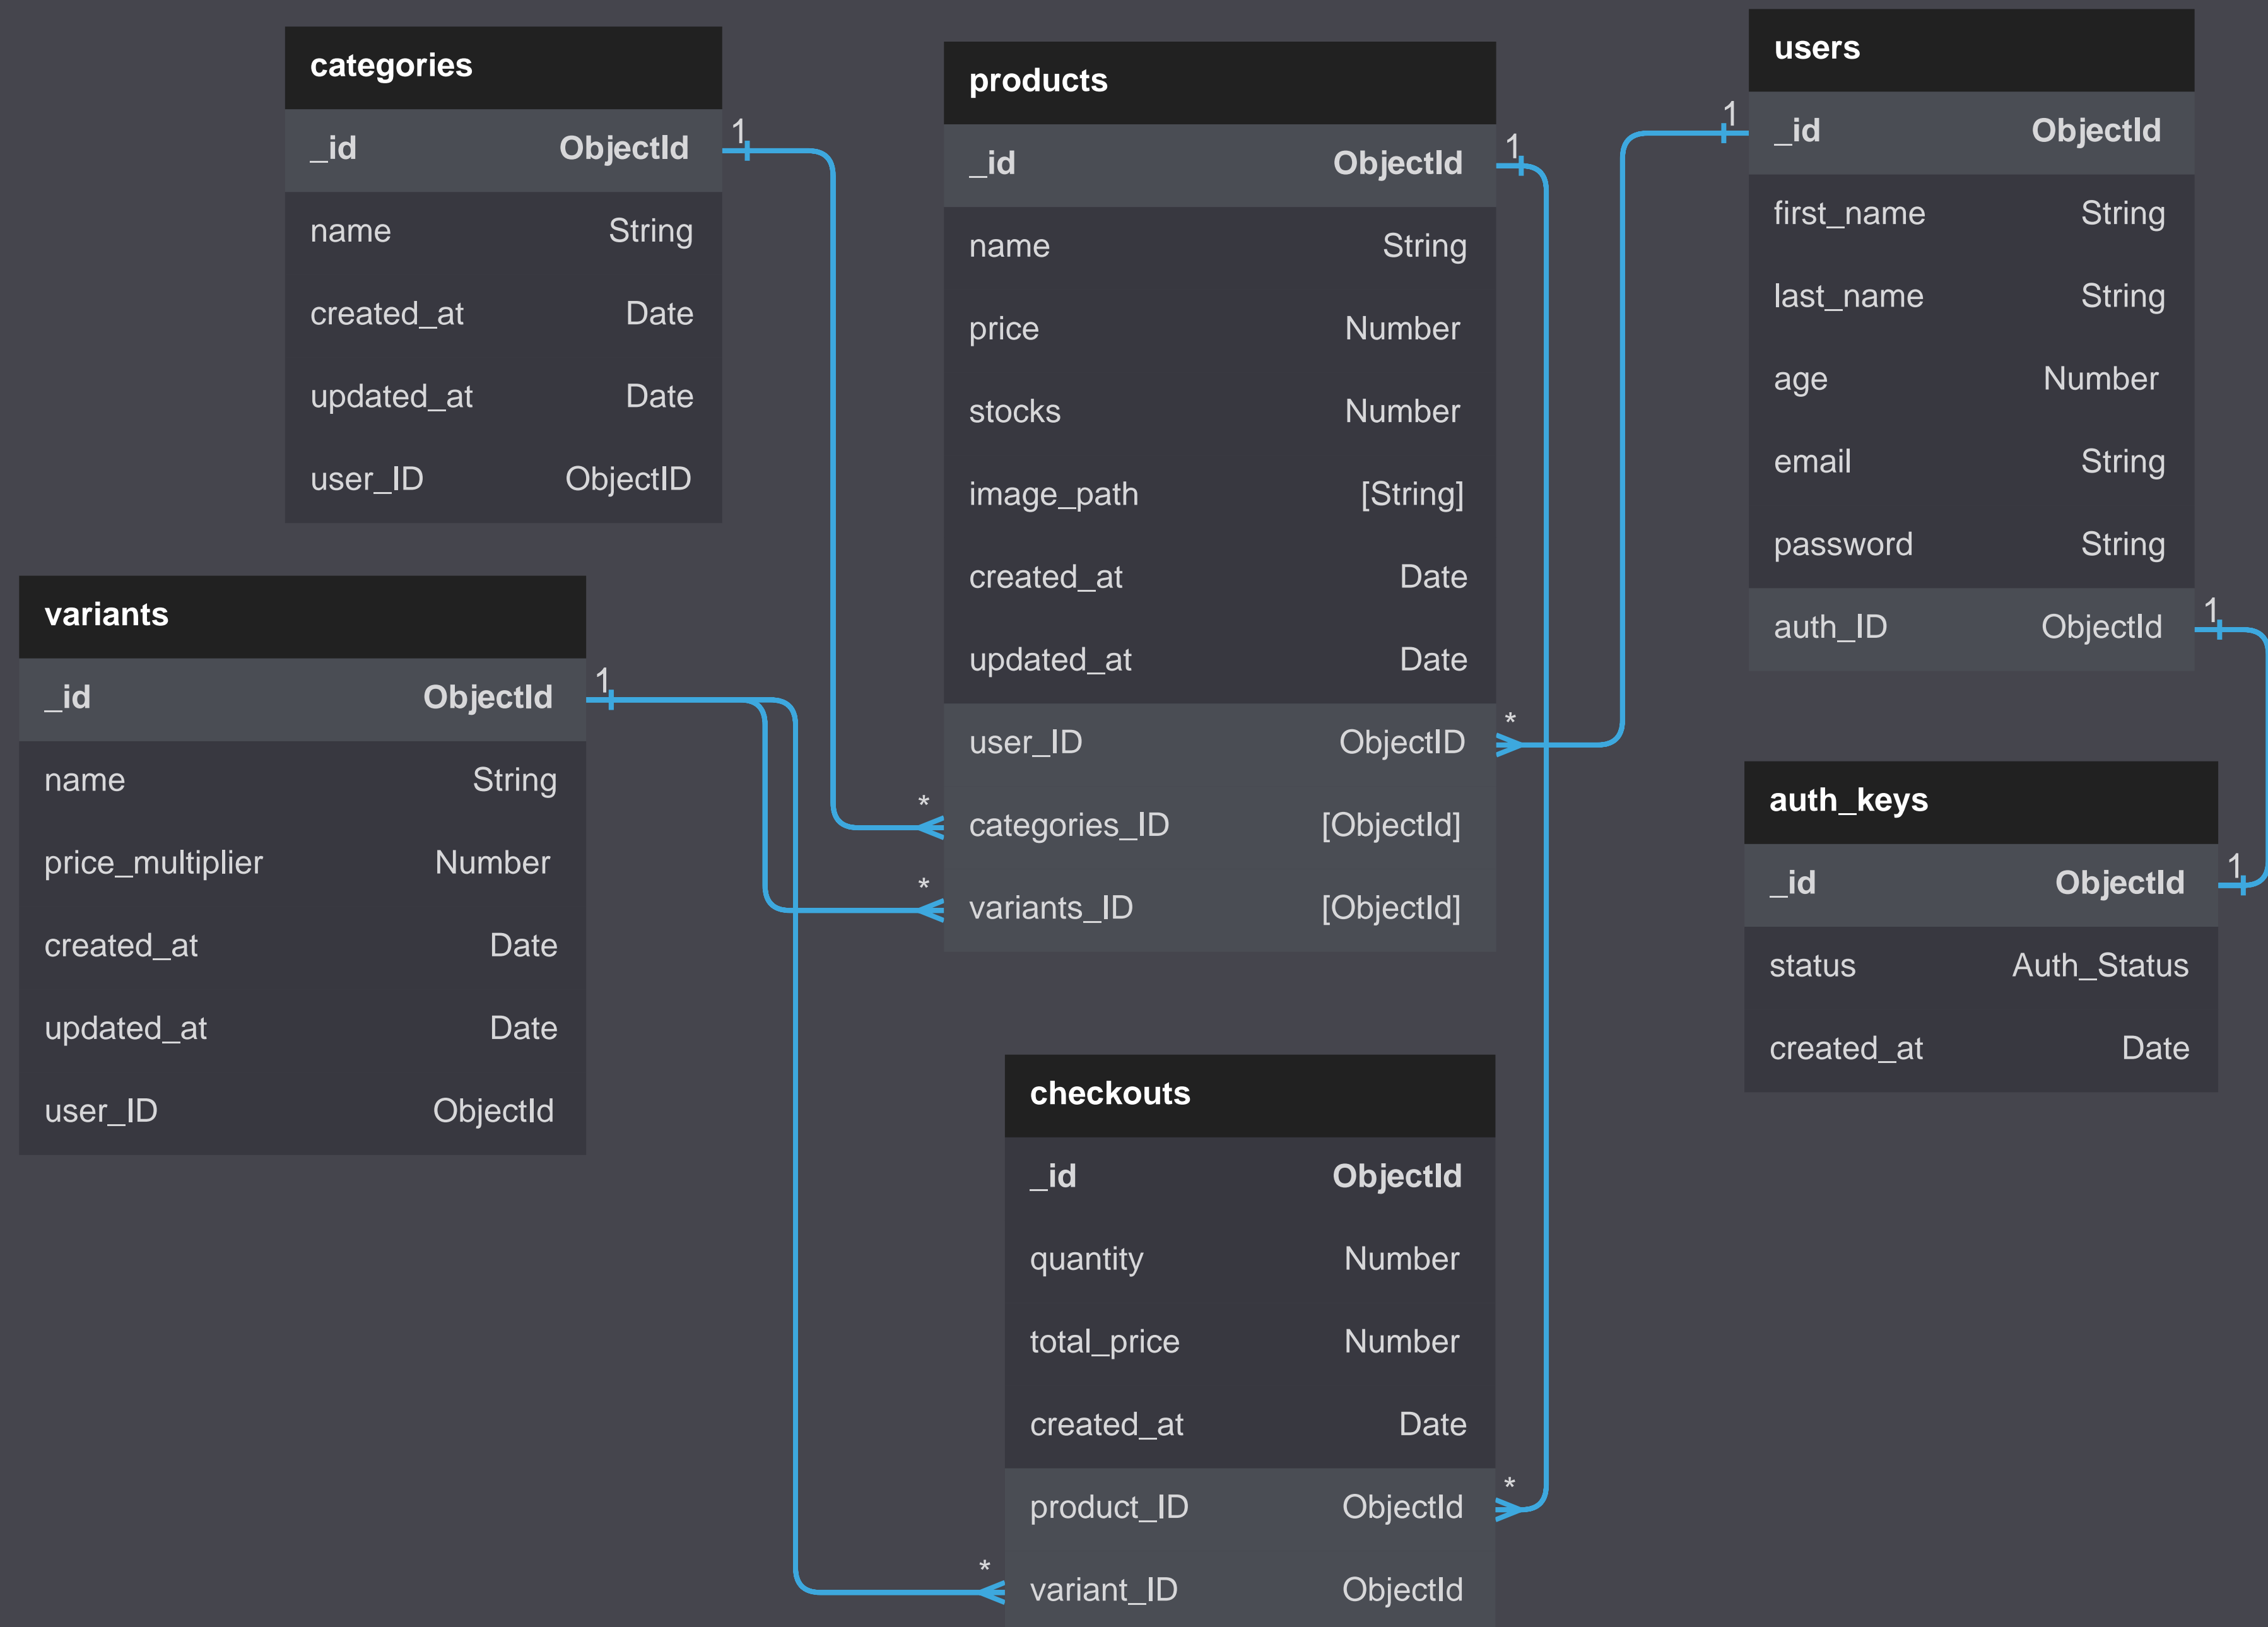 categories
_id ObjectId
name String
created_at Date
updated_at Date
user_ID ObjectID
1
variants
_id ObjectId
name String
price_multiplier Number
created_at Date
updated_at Date
user_ID ObjectId
1
products
_id ObjectId
name String
price Number
stocks Number
image_path [String]
created_at Date
updated_at Date
user_ID ObjectID
categories_ID [ObjectId]
variants_ID [ObjectId]
1
*
*
*
checkouts
_id ObjectId
quantity Number
total_price Number
created_at Date
product_ID ObjectId
variant_ID ObjectId
*
*
users
_id ObjectId
first_name String
last_name String
age Number
email String
password String
auth_ID ObjectId
1
1
auth_keys
_id ObjectId
status Auth_Status
created_at Date
1